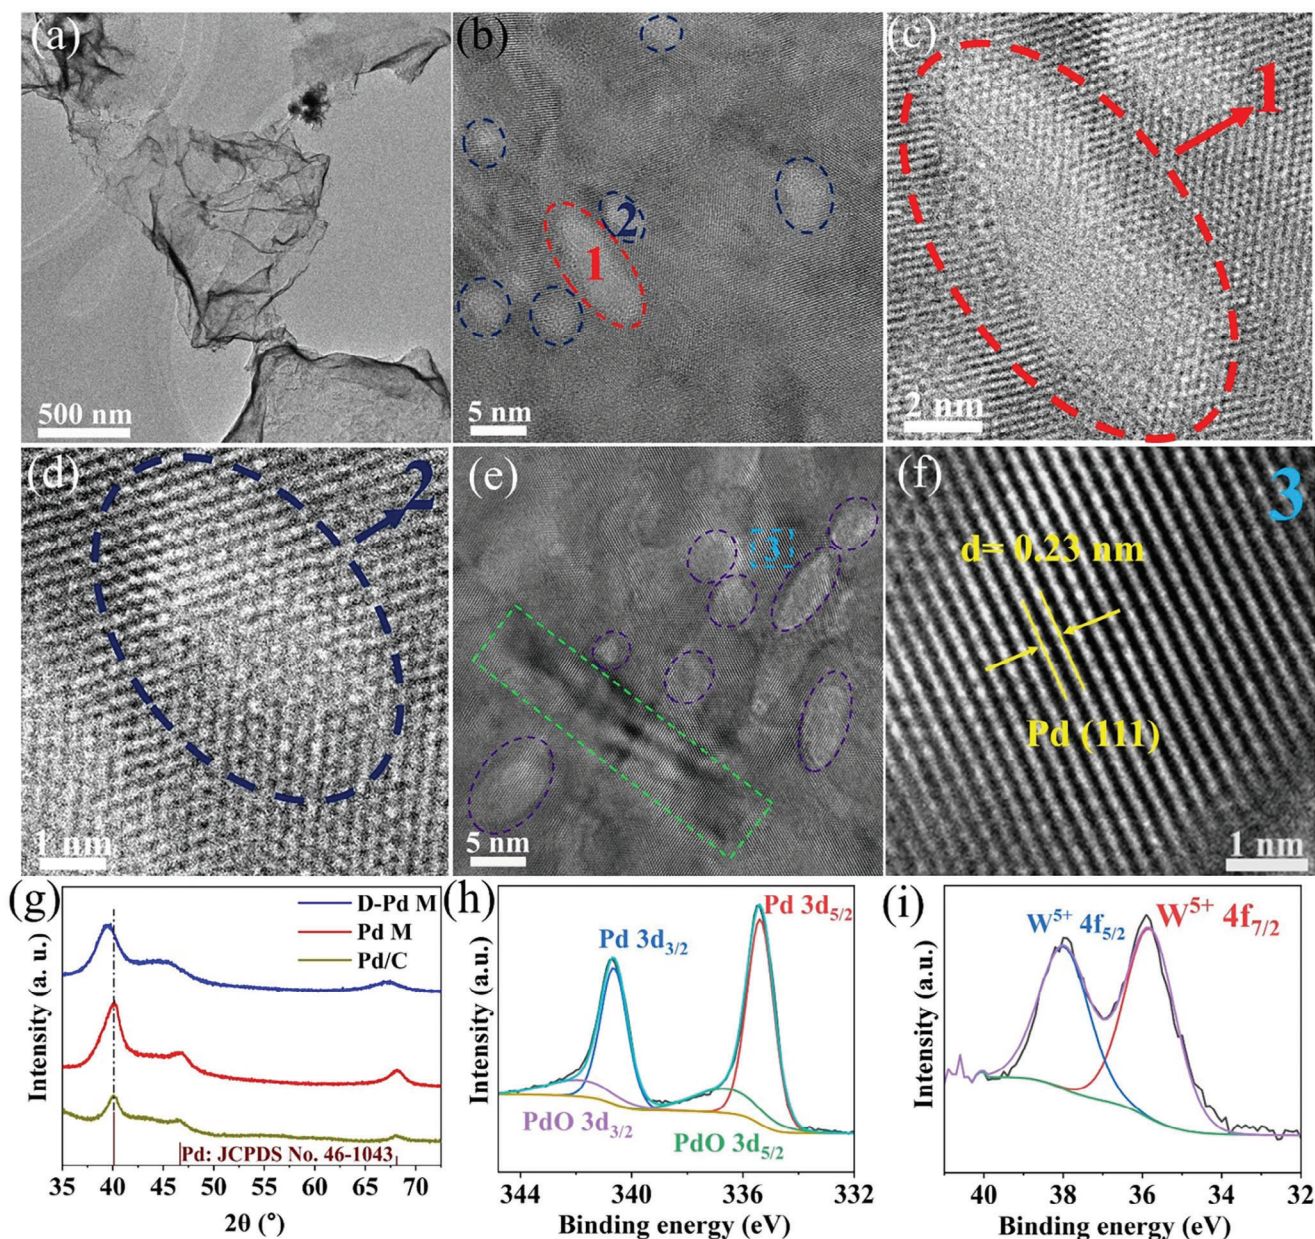 (a)
500 nm
(b)
2
1
5 nm
(c)
1
2 nm
(d)
2
1 nm
(e)
3
5 nm
(f)
3
d= 0.23 nm
Pd (111)
1 nm
(g)
D-Pd M
Pd M
Pd/C
Pd: JCPDS No. 46-1043
Intensity (a. u.)
35 40 45 50 55 60 65 70
2θ (°)
(h)
Pd 3d5/2
Pd 3d3/2
PdO 3d3/2
PdO 3d5/2
Intensity (a.u.)
344 340 336 332
Binding energy (eV)
(i)
W5+ 4f5/2
W5+ 4f7/2
Intensity (a.u.)
40 38 36 34 32
Binding energy (eV)